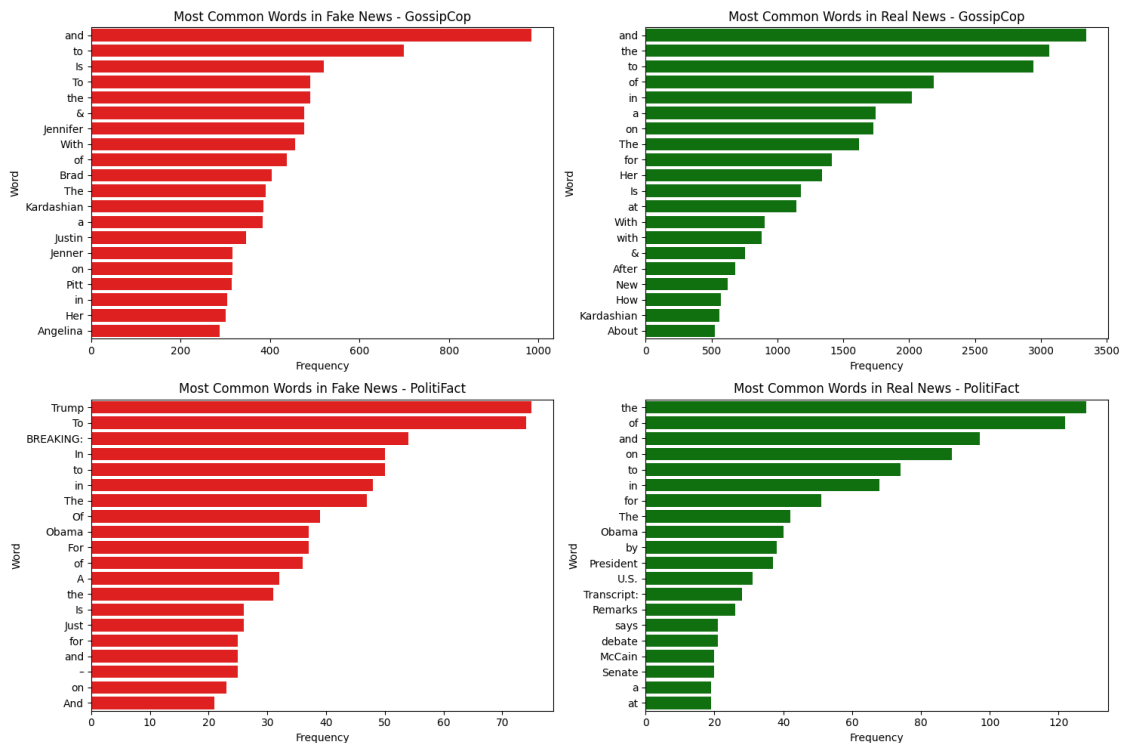 Most Common Words in Fake News - GossipCop
and
to
Is
To
the
&
Jennifer
With
of
Brad
The
Kardashian
a
Justin
Jenner
on
Pitt
in
Her
Angelina
Word
0 200 400 600 800 1000
Frequency
Most Common Words in Real News - GossipCop
and
the
to
of
in
a
on
The
for
Her
Is
at
With
with
&
After
New
How
Kardashian
About
Word
0 500 1000 1500 2000 2500 3000 3500
Frequency
Most Common Words in Fake News - PolitiFact
Trump
To
BREAKING:
In
to
in
The
Of
Obama
For
of
A
the
Is
Just
for
and
–
on
And
Word
0 10 20 30 40 50 60 70
Frequency
Most Common Words in Real News - PolitiFact
the
of
and
on
to
in
for
The
Obama
by
President
U.S.
Transcript:
Remarks
says
debate
McCain
Senate
a
at
Word
0 20 40 60 80 100 120
Frequency